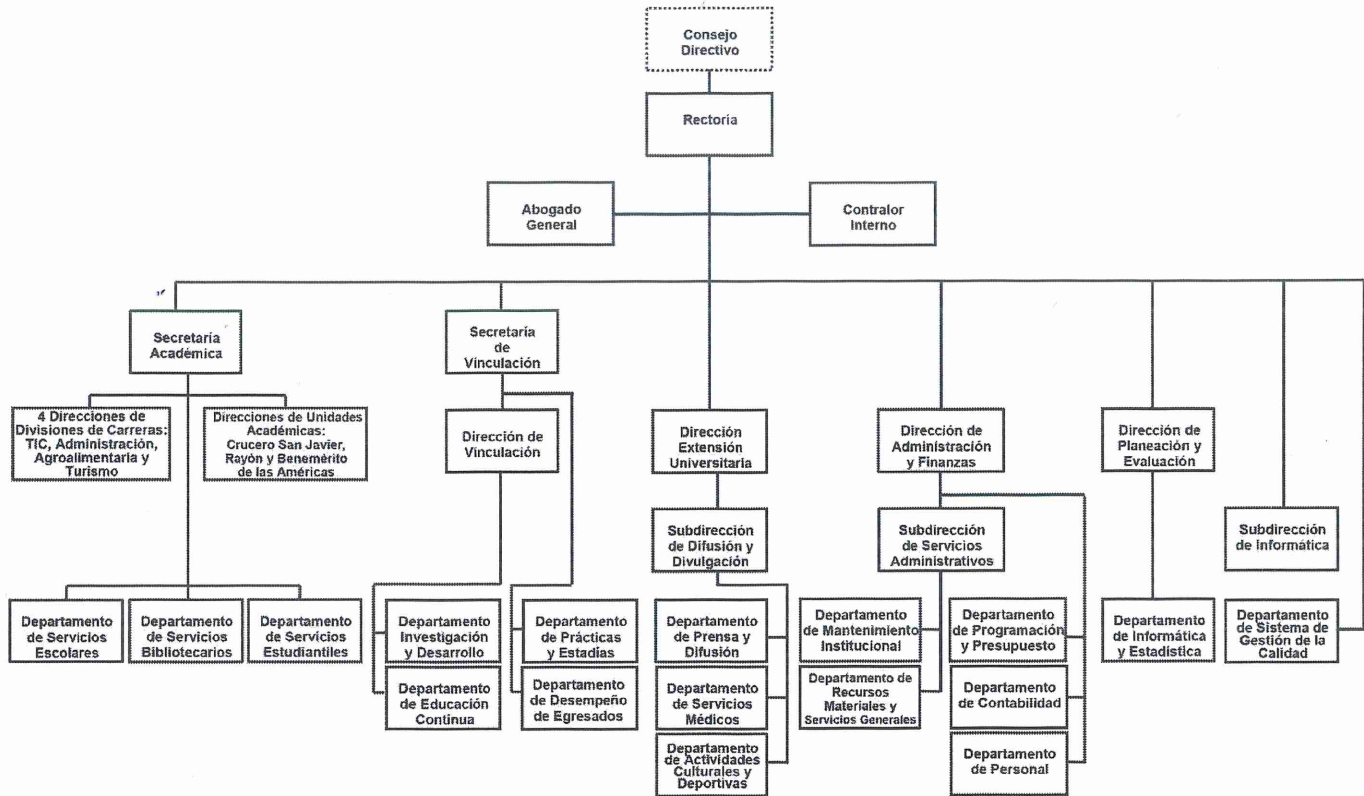 Consejo
Directivo
Rectoría
Abogado
General
Contralor
Interno
Secretaría
Académica
Secretaría
de
Vinculación
4 Direcciones de
Divisiones de Carreras:
TIC, Administración,
Agroalimentaria y
Turismo
Direcciones de Unidades
Académicas:
Crucero San Javier,
Rayón y Benemérito
de las Américas
Dirección de
Vinculación
Dirección
Extensión
Universitaria
Dirección de
Administración
y Finanzas
Dirección de
Planeación y
Evaluación
Subdirección
de Difusión y
Divulgación
Subdirección
de Servicios
Administrativos
Subdirección
de Informática
Departamento
de Servicios
Escolares
Departamento
de Servicios
Bibliotecarios
Departamento
de Servicios
Estudiantiles
Departamento
Investigación
y Desarrollo
Departamento
de Prácticas
y Estadías
Departamento
de Prensa y
Difusión
Departamento
de Mantenimiento
Institucional
Departamento
de Programación
y Presupuesto
Departamento
de Informática
y Estadística
Departamento
de Sistema de
Gestión de la
Calidad
Departamento
de Educación
Continua
Departamento
de Desempeño
de Egresados
Departamento
de Servicios
Médicos
Departamento de
Recursos
Materiales y
Servicios Generales
Departamento
de Contabilidad
Departamento
de Actividades
Culturales y
Deportivas
Departamento
de Personal